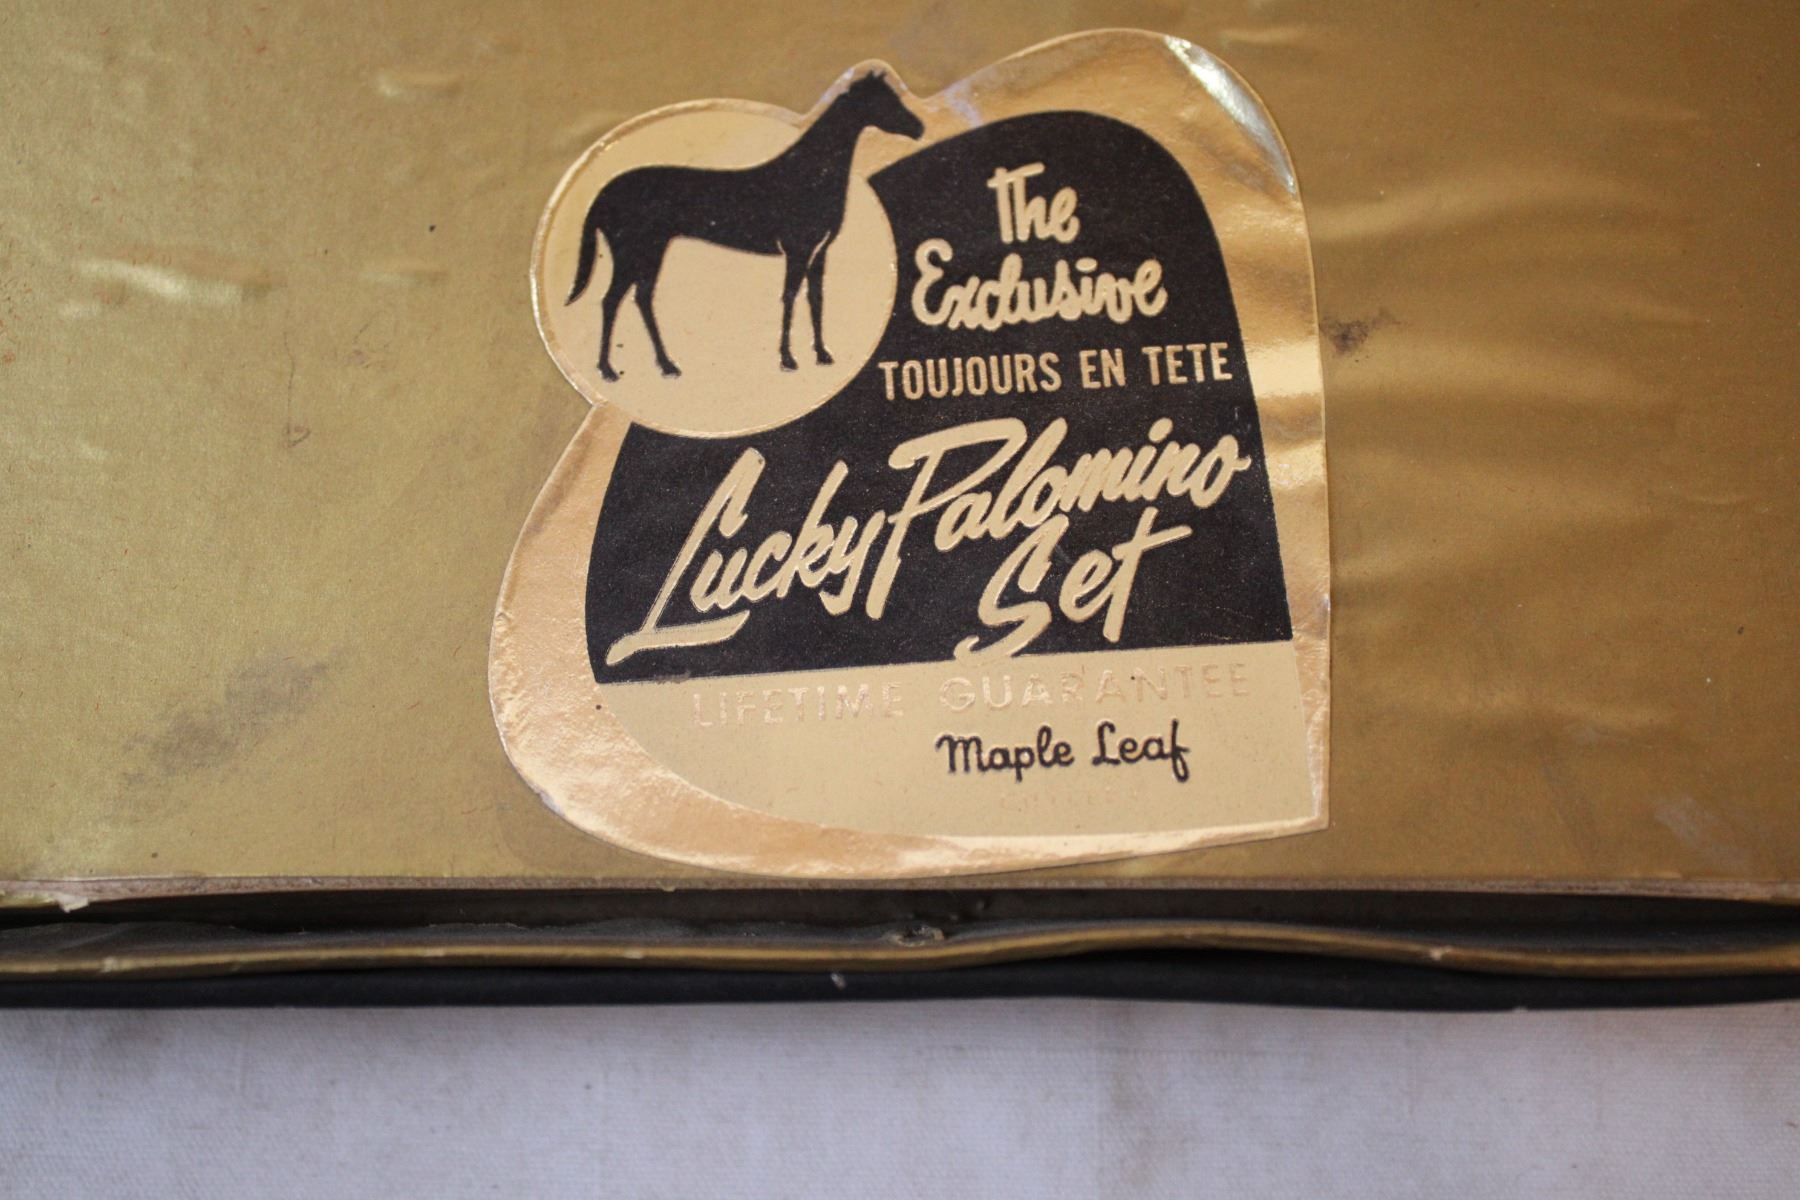 The
Exclusive
TOUJOURS EN TETE
Lucky Palomino
Set
LIFETIME GUARANTEE
Maple Leaf